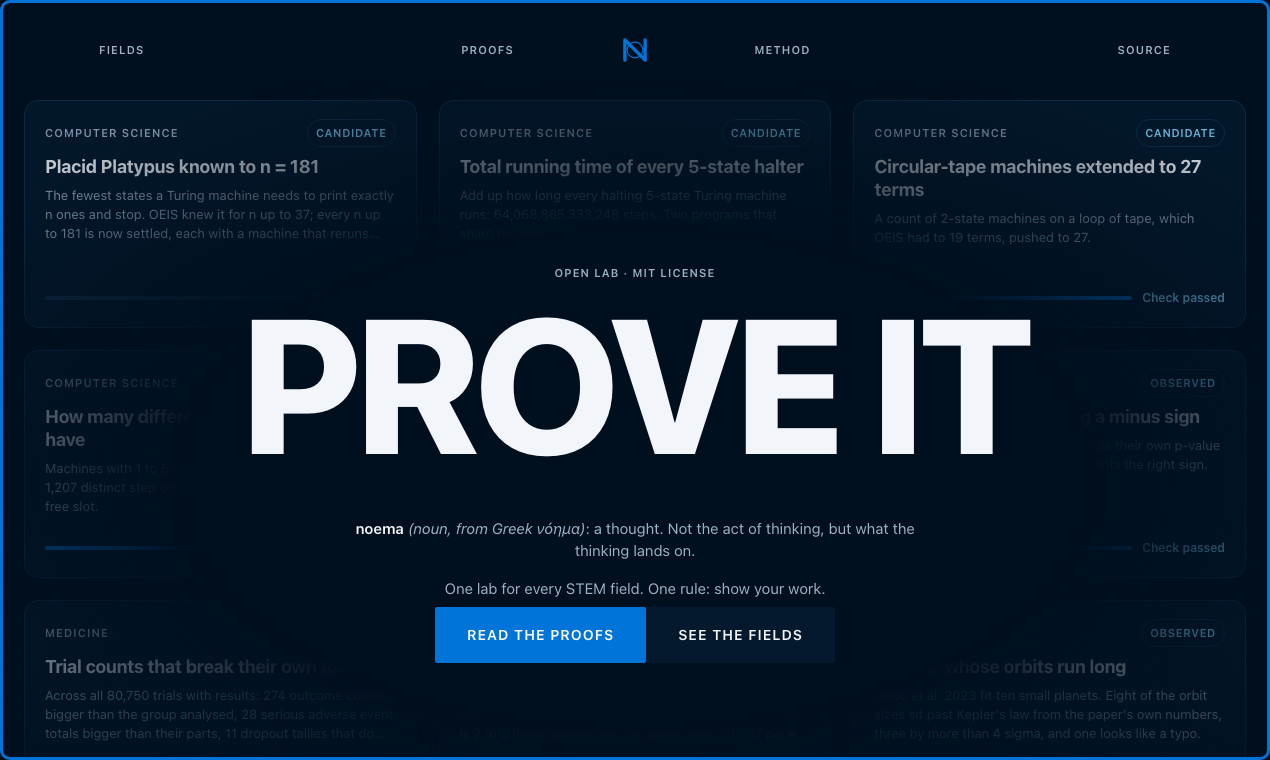 FIELDS
PROOFS
METHOD
SOURCE
COMPUTER SCIENCE
CANDIDATE
Placid Platypus known to n = 181
The fewest states a Turing machine needs to print exactly
n ones and stop. OEIS knew it for n up to 37; every n up
to 181 is now settled, each with a machine that reruns...
COMPUTER SCIENCE
CANDIDATE
Total running time of every 5-state halter
Add up how long every halting 5-state Turing machine
runs: 64,068,865,333,248 steps. Two programs that
COMPUTER SCIENCE
CANDIDATE
Circular-tape machines extended to 27
terms
A count of 2-state machines on a loop of tape, which
OEIS had to 19 terms, pushed to 27.
Check passed
OPEN LAB · MIT LICENSE
PROVE IT
COMPUTER SCIENCE
How many differe
have
Machines with 1 to
1,207 distinct step
free slot.
OBSERVED
a minus sign
their own p-value
the right sign.
Check passed
noema (noun, from Greek νόημα): a thought. Not the act of thinking, but what the
thinking lands on.
One lab for every STEM field. One rule: show your work.
READ THE PROOFS
SEE THE FIELDS
MEDICINE
Trial counts that break their own
Across all 80,750 trials with results: 274 outcome counts
bigger than the group analysed, 28 serious adverse event
totals bigger than their parts, 11 dropout tallies that do...
OBSERVED
whose orbits run long
et al. 2023 fit ten small planets. Eight of the orbit
sizes sit past Kepler's law from the paper's own numbers,
three by more than 4 sigma, and one looks like a typo.